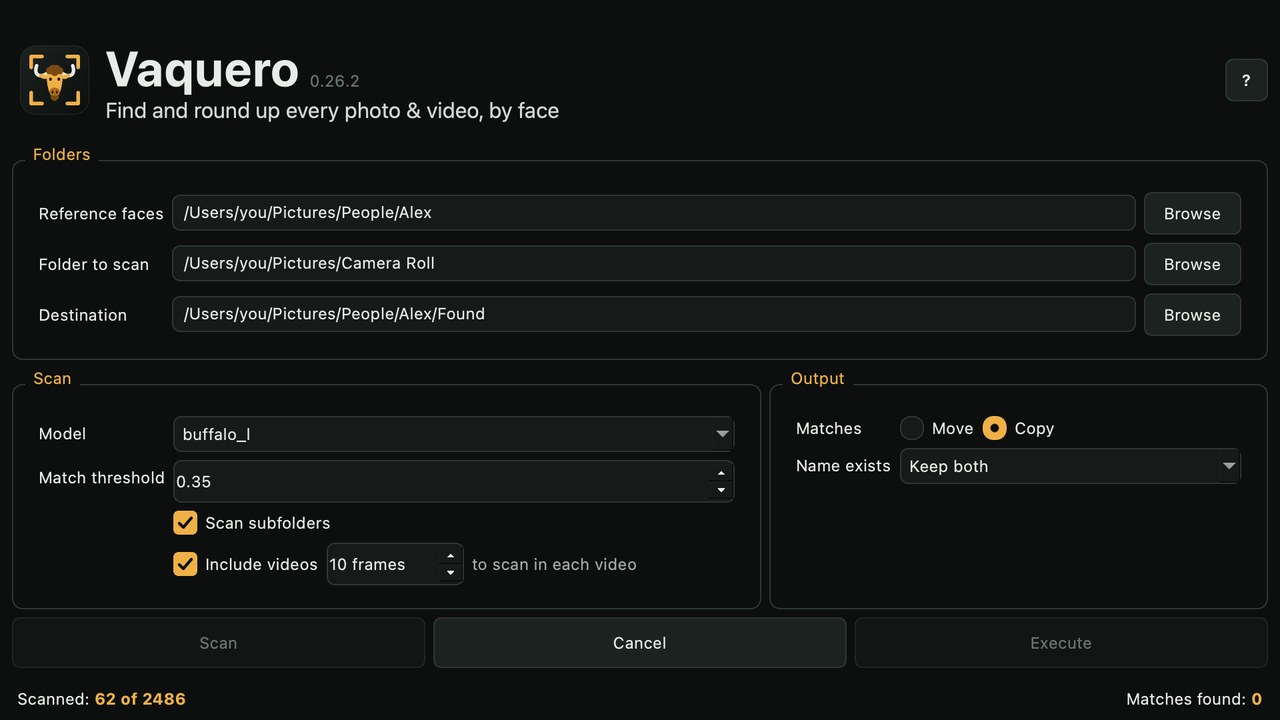 Vaquero 0.26.2
?
Find and round up every photo & video, by face
Folders
Reference faces /Users/you/Pictures/People/Alex Browse
Folder to scan /Users/you/Pictures/Camera Roll Browse
Destination /Users/you/Pictures/People/Alex/Found Browse
Scan
Model buffalo_l
Match threshold 0.35
Scan subfolders
Include videos 10 frames to scan in each video
Output
Matches Move Copy
Name exists Keep both
Scan Cancel Execute
Scanned: 62 of 2486 Matches found: 0